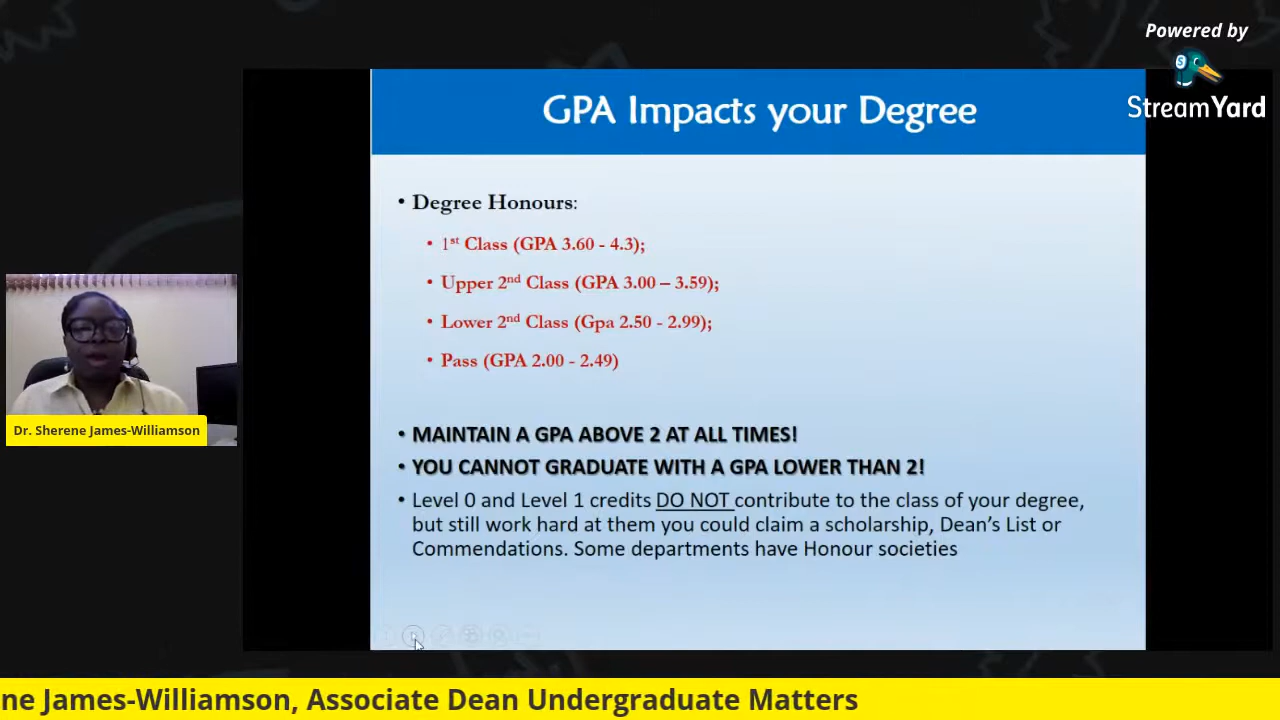 Powered by
StreamYard
GPA Impacts your Degree
• Degree Honours:
• 1st Class (GPA 3.60 - 4.3);
• Upper 2nd Class (GPA 3.00 – 3.59);
• Lower 2nd Class (Gpa 2.50 - 2.99);
• Pass (GPA 2.00 - 2.49)
• MAINTAIN A GPA ABOVE 2 AT ALL TIMES!
• YOU CANNOT GRADUATE WITH A GPA LOWER THAN 2!
• Level 0 and Level 1 credits DO NOT contribute to the class of your degree,
but still work hard at them you could claim a scholarship, Dean’s List or
Commendations. Some departments have Honour societies
Dr. Sherene James-Williamson
ne James-Williamson, Associate Dean Undergraduate Matters